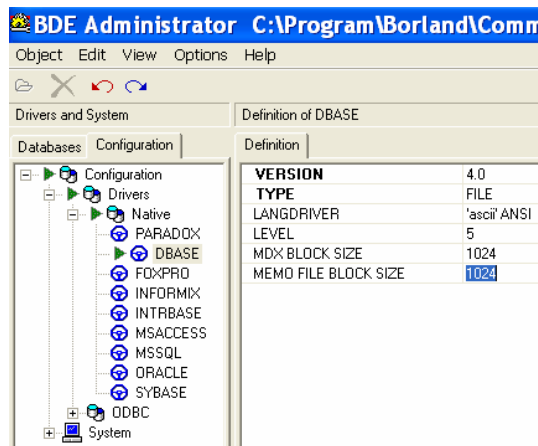 BDE Administrator C:\Program\Borland\Comm
Object Edit View Options Help
Drivers and System Definition of DBASE
Databases Configuration Definition
Configuration VERSION 4.0
Drivers TYPE FILE
Native LANGDRIVER 'ascii' ANSI
PARADOX LEVEL 5
DBASE MDX BLOCK SIZE 1024
FOXPRO MEMO FILE BLOCK SIZE 1024
INFORMIX
INTRBASE
MSACCESS
MSSQL
ORACLE
SYBASE
ODBC
System